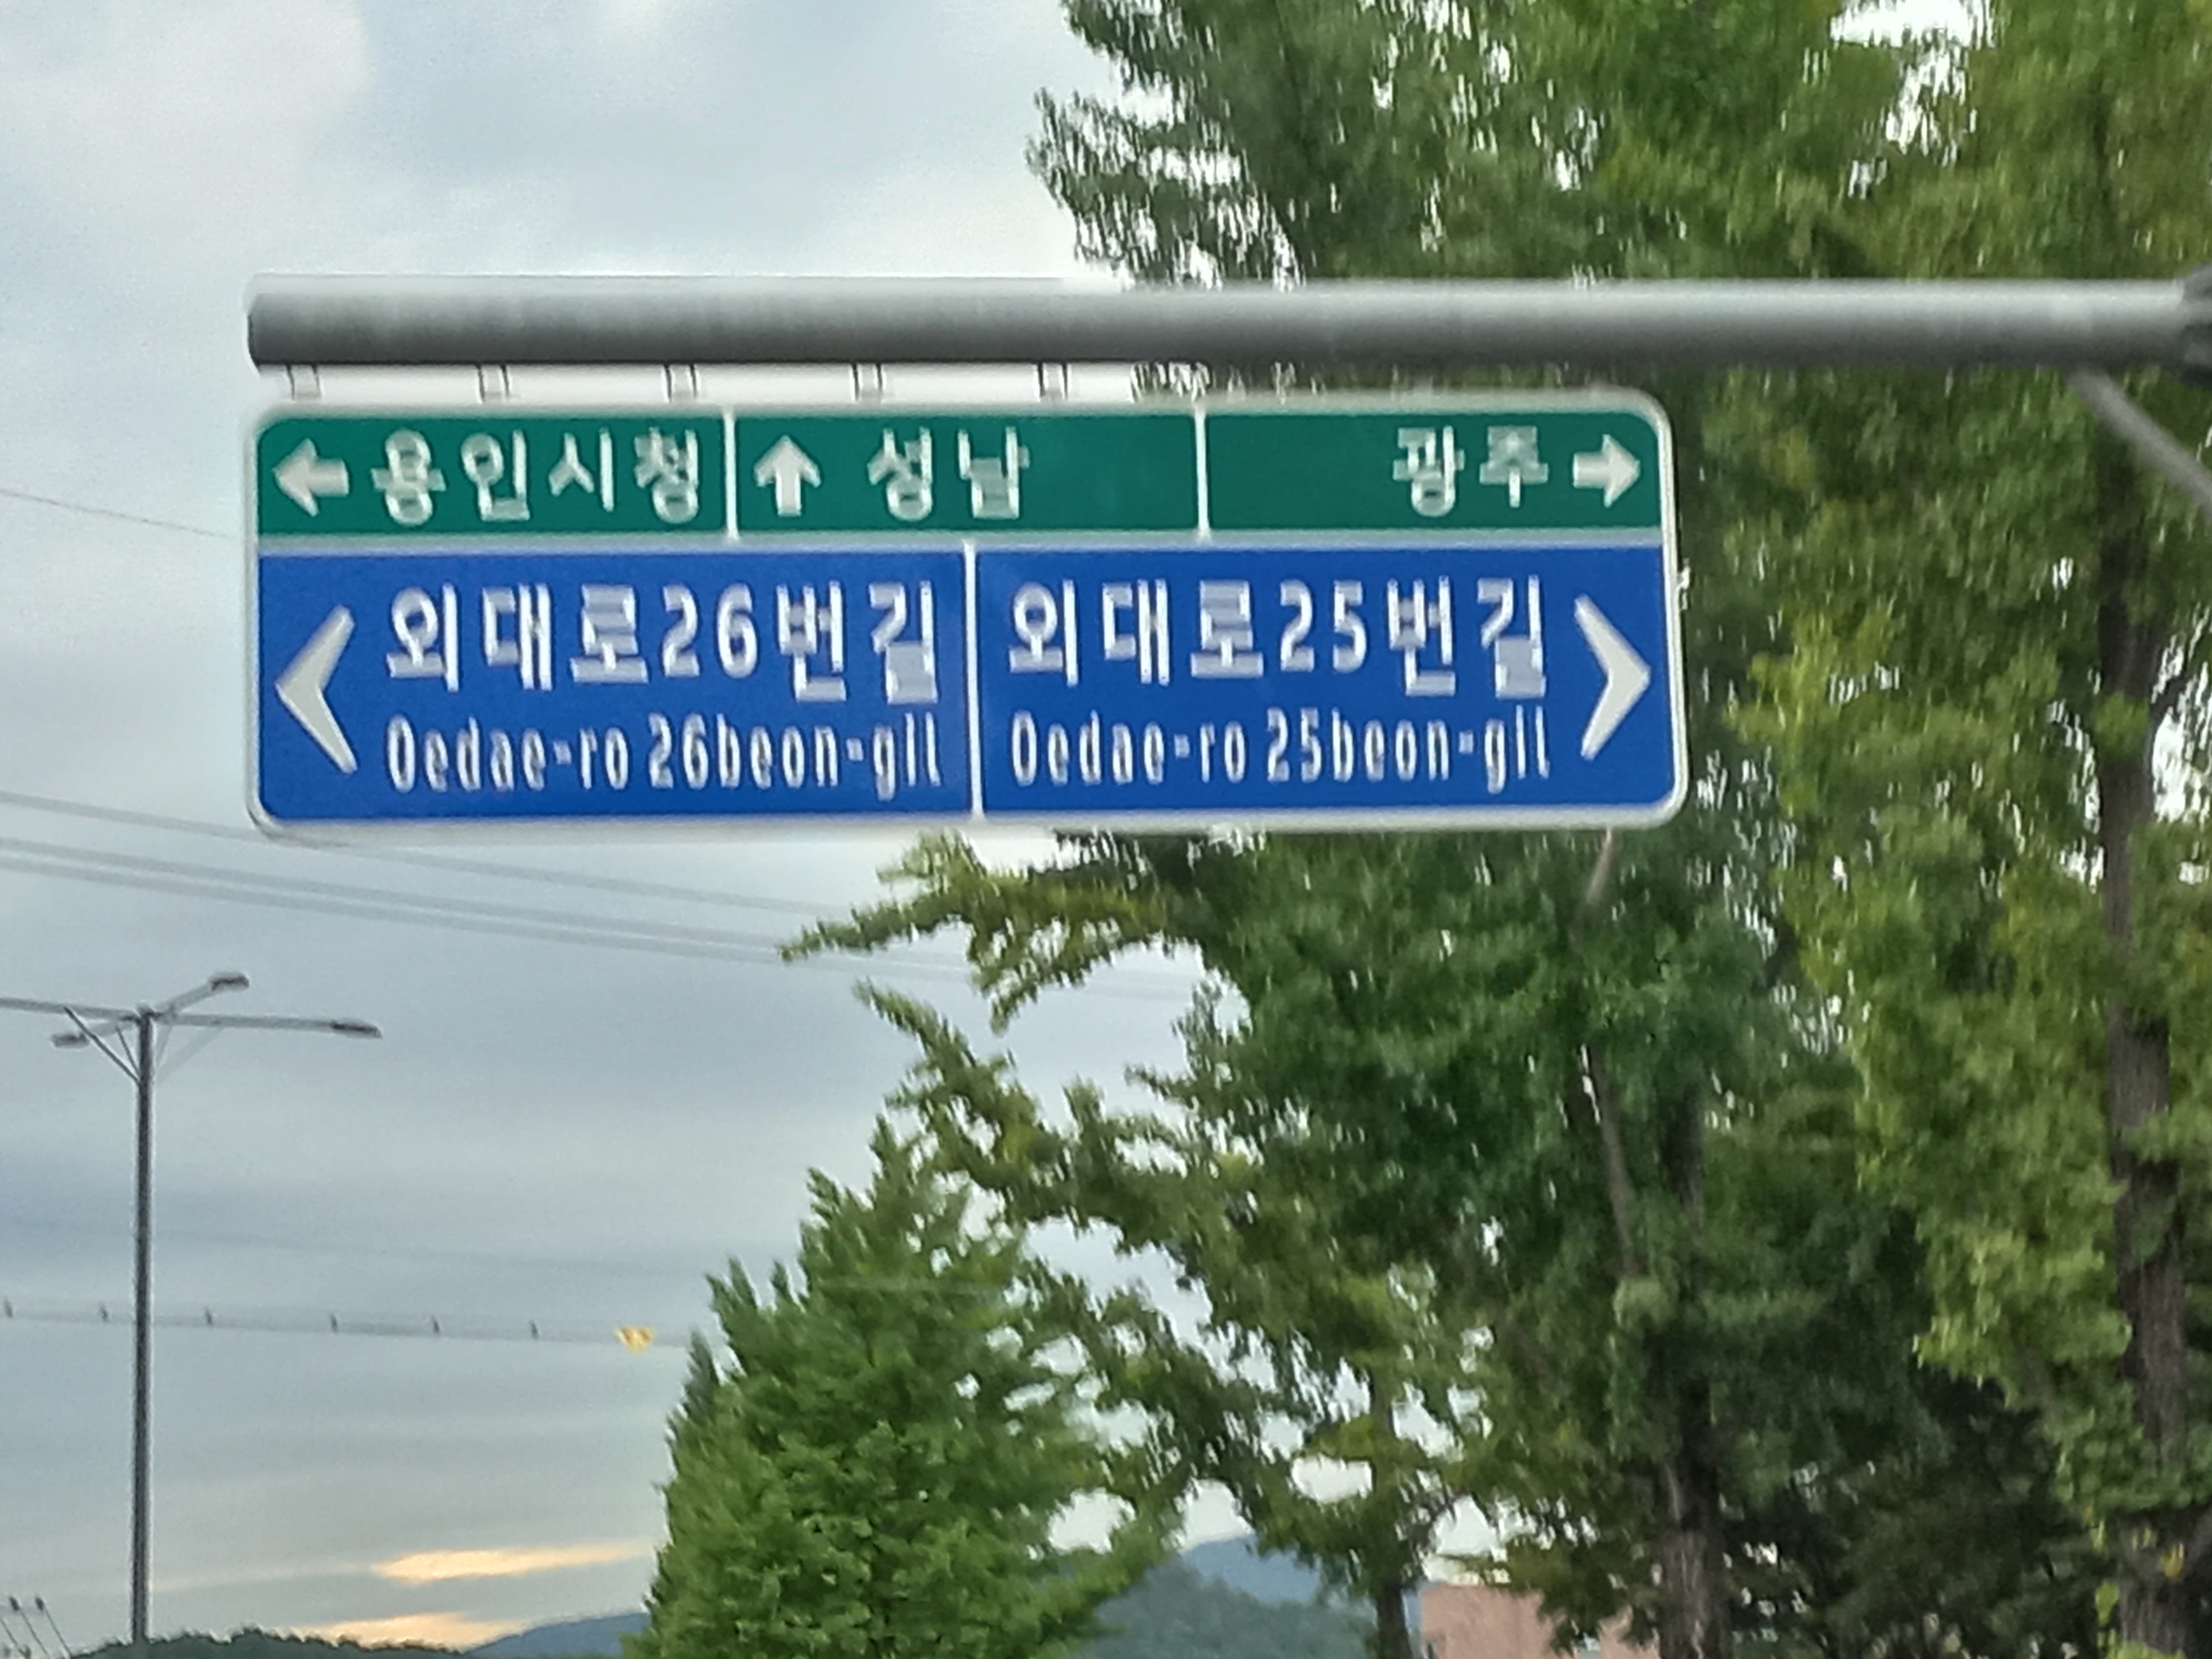 ← 용인시청 ↑ 성남 광주 →
외대로26번길 외대로25번길
Oedae-ro 26beon-gil Oedae-ro 25beon-gil